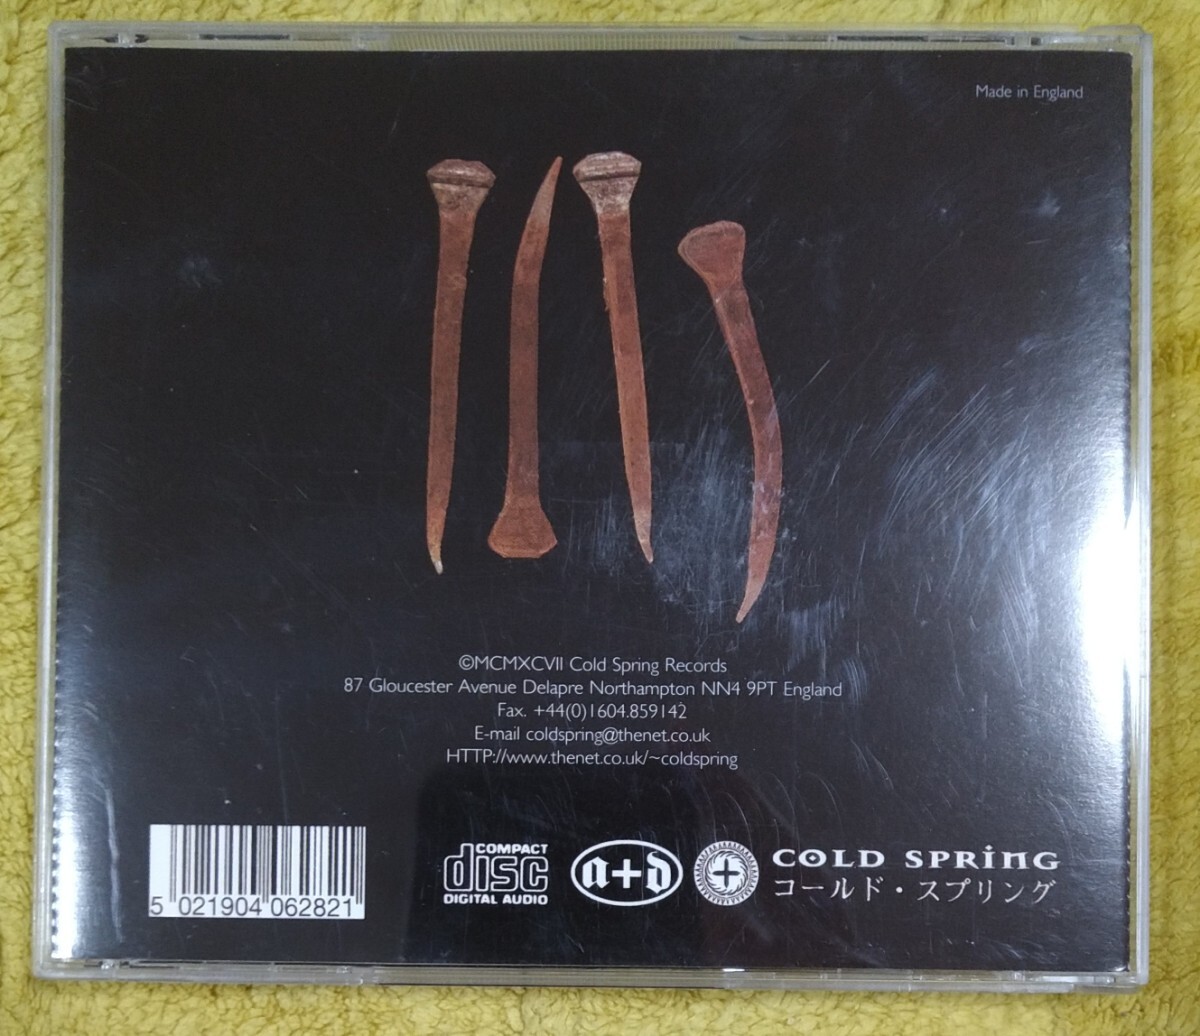 Made in England
©MCMXCVII Cold Spring Records
87 Gloucester Avenue Delapre Northampton NN4 9PT England
Fax. +44(0)1604.859142
E-mail coldspring@thenet.co.uk
HTTP://www.thenet.co.uk/~coldspring
5 021904 062821
COMPACT
disc
DIGITAL AUDIO
a+d
COLD SPRING
コールド・スプリング